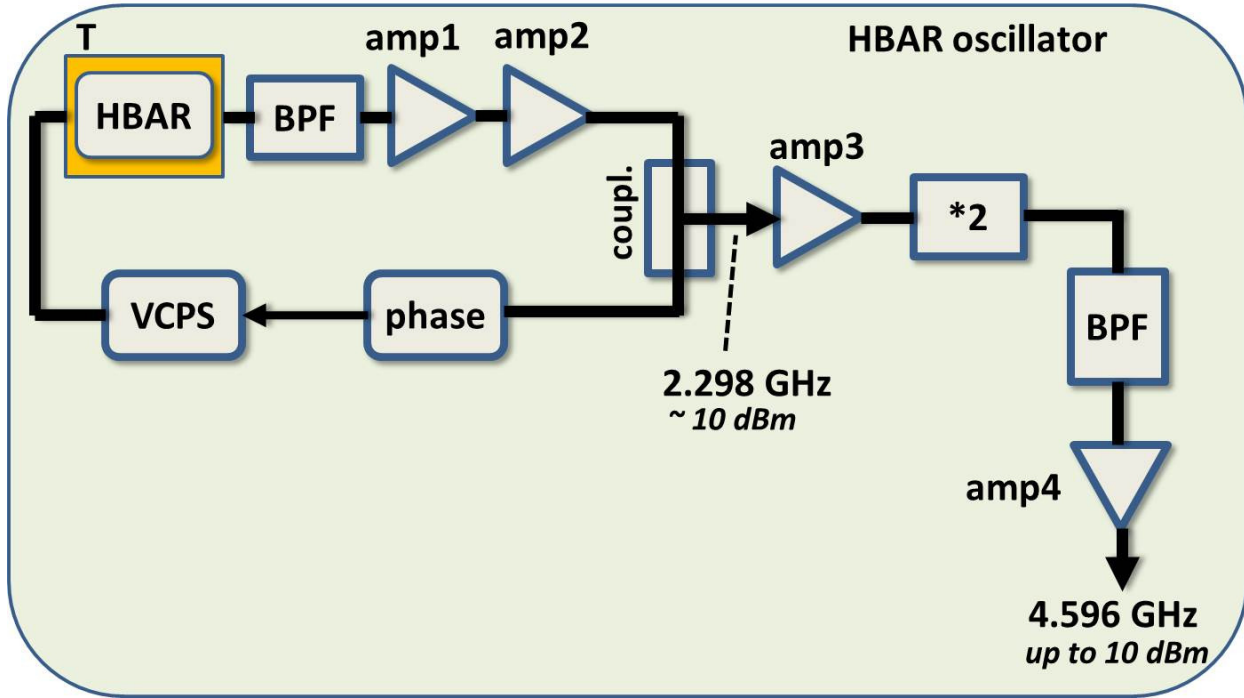 T
amp1
amp2
HBAR oscillator
HBAR
BPF
amp3
coupl.
*2
VCPS
phase
BPF
2.298 GHz
~ 10 dBm
amp4
4.596 GHz
up to 10 dBm